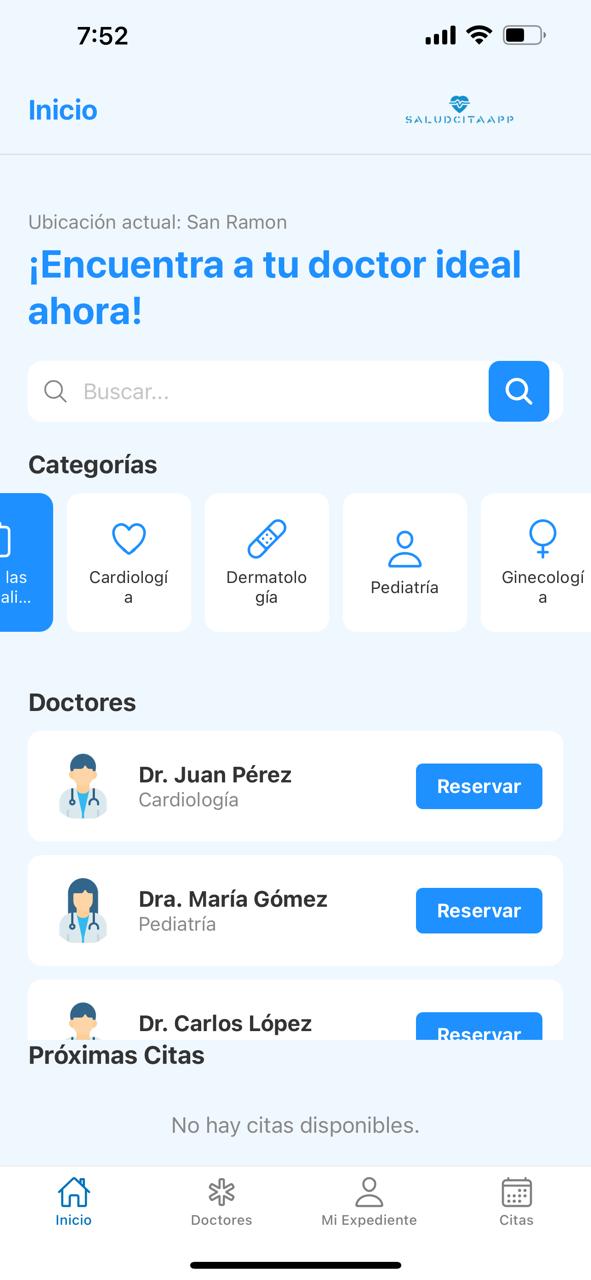 7:52
Inicio
SALUDCITAAPP
Ubicación actual: San Ramon
¡Encuentra a tu doctor ideal
ahora!
Buscar...
Categorías
las
ali...
Cardiologí
a
Dermatolo
gía
Pediatría
Ginecologí
a
Doctores
Dr. Juan Pérez
Cardiología
Reservar
Dra. María Gómez
Pediatría
Reservar
Dr. Carlos López
Reservar
Próximas Citas
No hay citas disponibles.
Inicio
Doctores
Mi Expediente
Citas